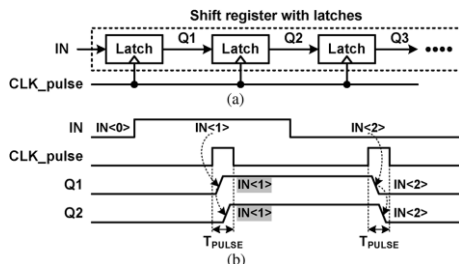 Shift register with latches
IN Latch Q1 Latch Q2 Latch Q3
CLK_pulse
(a)
IN IN<0> IN<1> IN<2>
CLK_pulse
Q1 IN<1> IN<2>
Q2 IN<1> IN<2>
TPULSE TPULSE
(b)